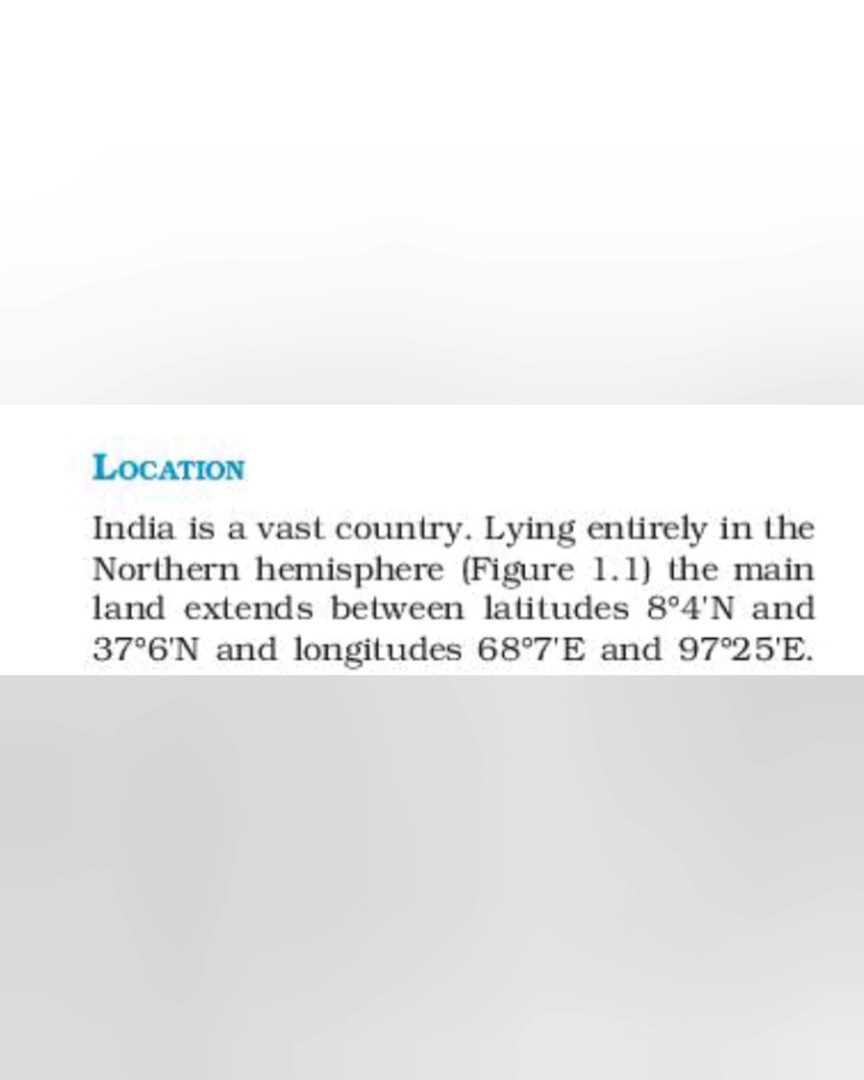 LOCATION
India is a vast country. Lying entirely in the
Northern hemisphere (Figure 1.1) the main
land extends between latitudes 8°4'N and
37°6'N and longitudes 68°7'E and 97°25'E.